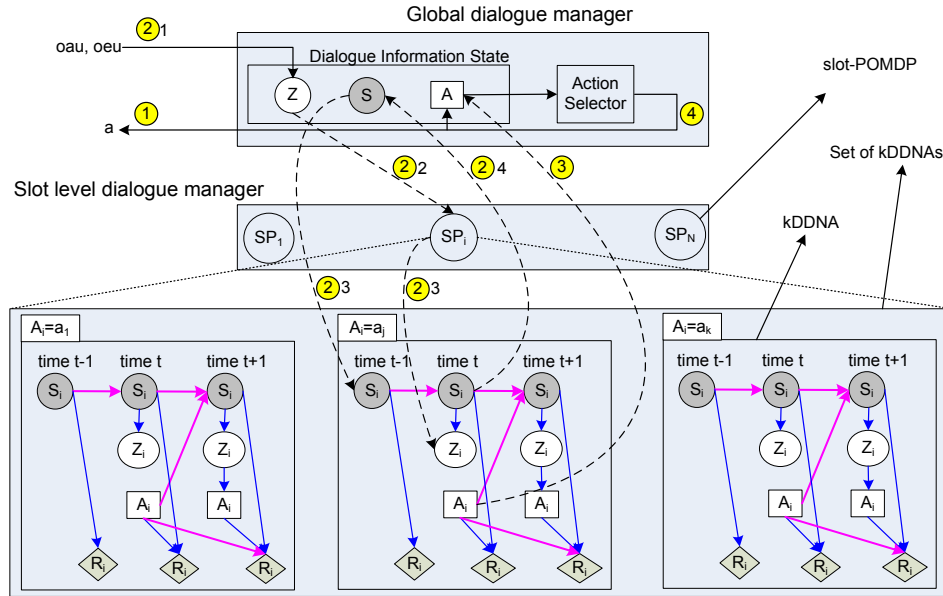 Global dialogue manager
② 1
oau, oeu
Dialogue Information State
Z
S
A
Action
Selector
slot-POMDP
① 
a
④
② 2
② 4
③
Set of kDDNAs
Slot level dialogue manager
kDDNA
SP1
SPi
SPN
② 3
② 3
Ai=a1
Ai=aj
Ai=ak
time t-1 time t time t+1
time t-1 time t time t+1
time t-1 time t time t+1
Si Si Si
Si Si Si
Si Si Si
Zi Zi
Zi Zi
Zi Zi
Ai Ai
Ai Ai
Ai Ai
Ri Ri Ri
Ri Ri Ri
Ri Ri Ri